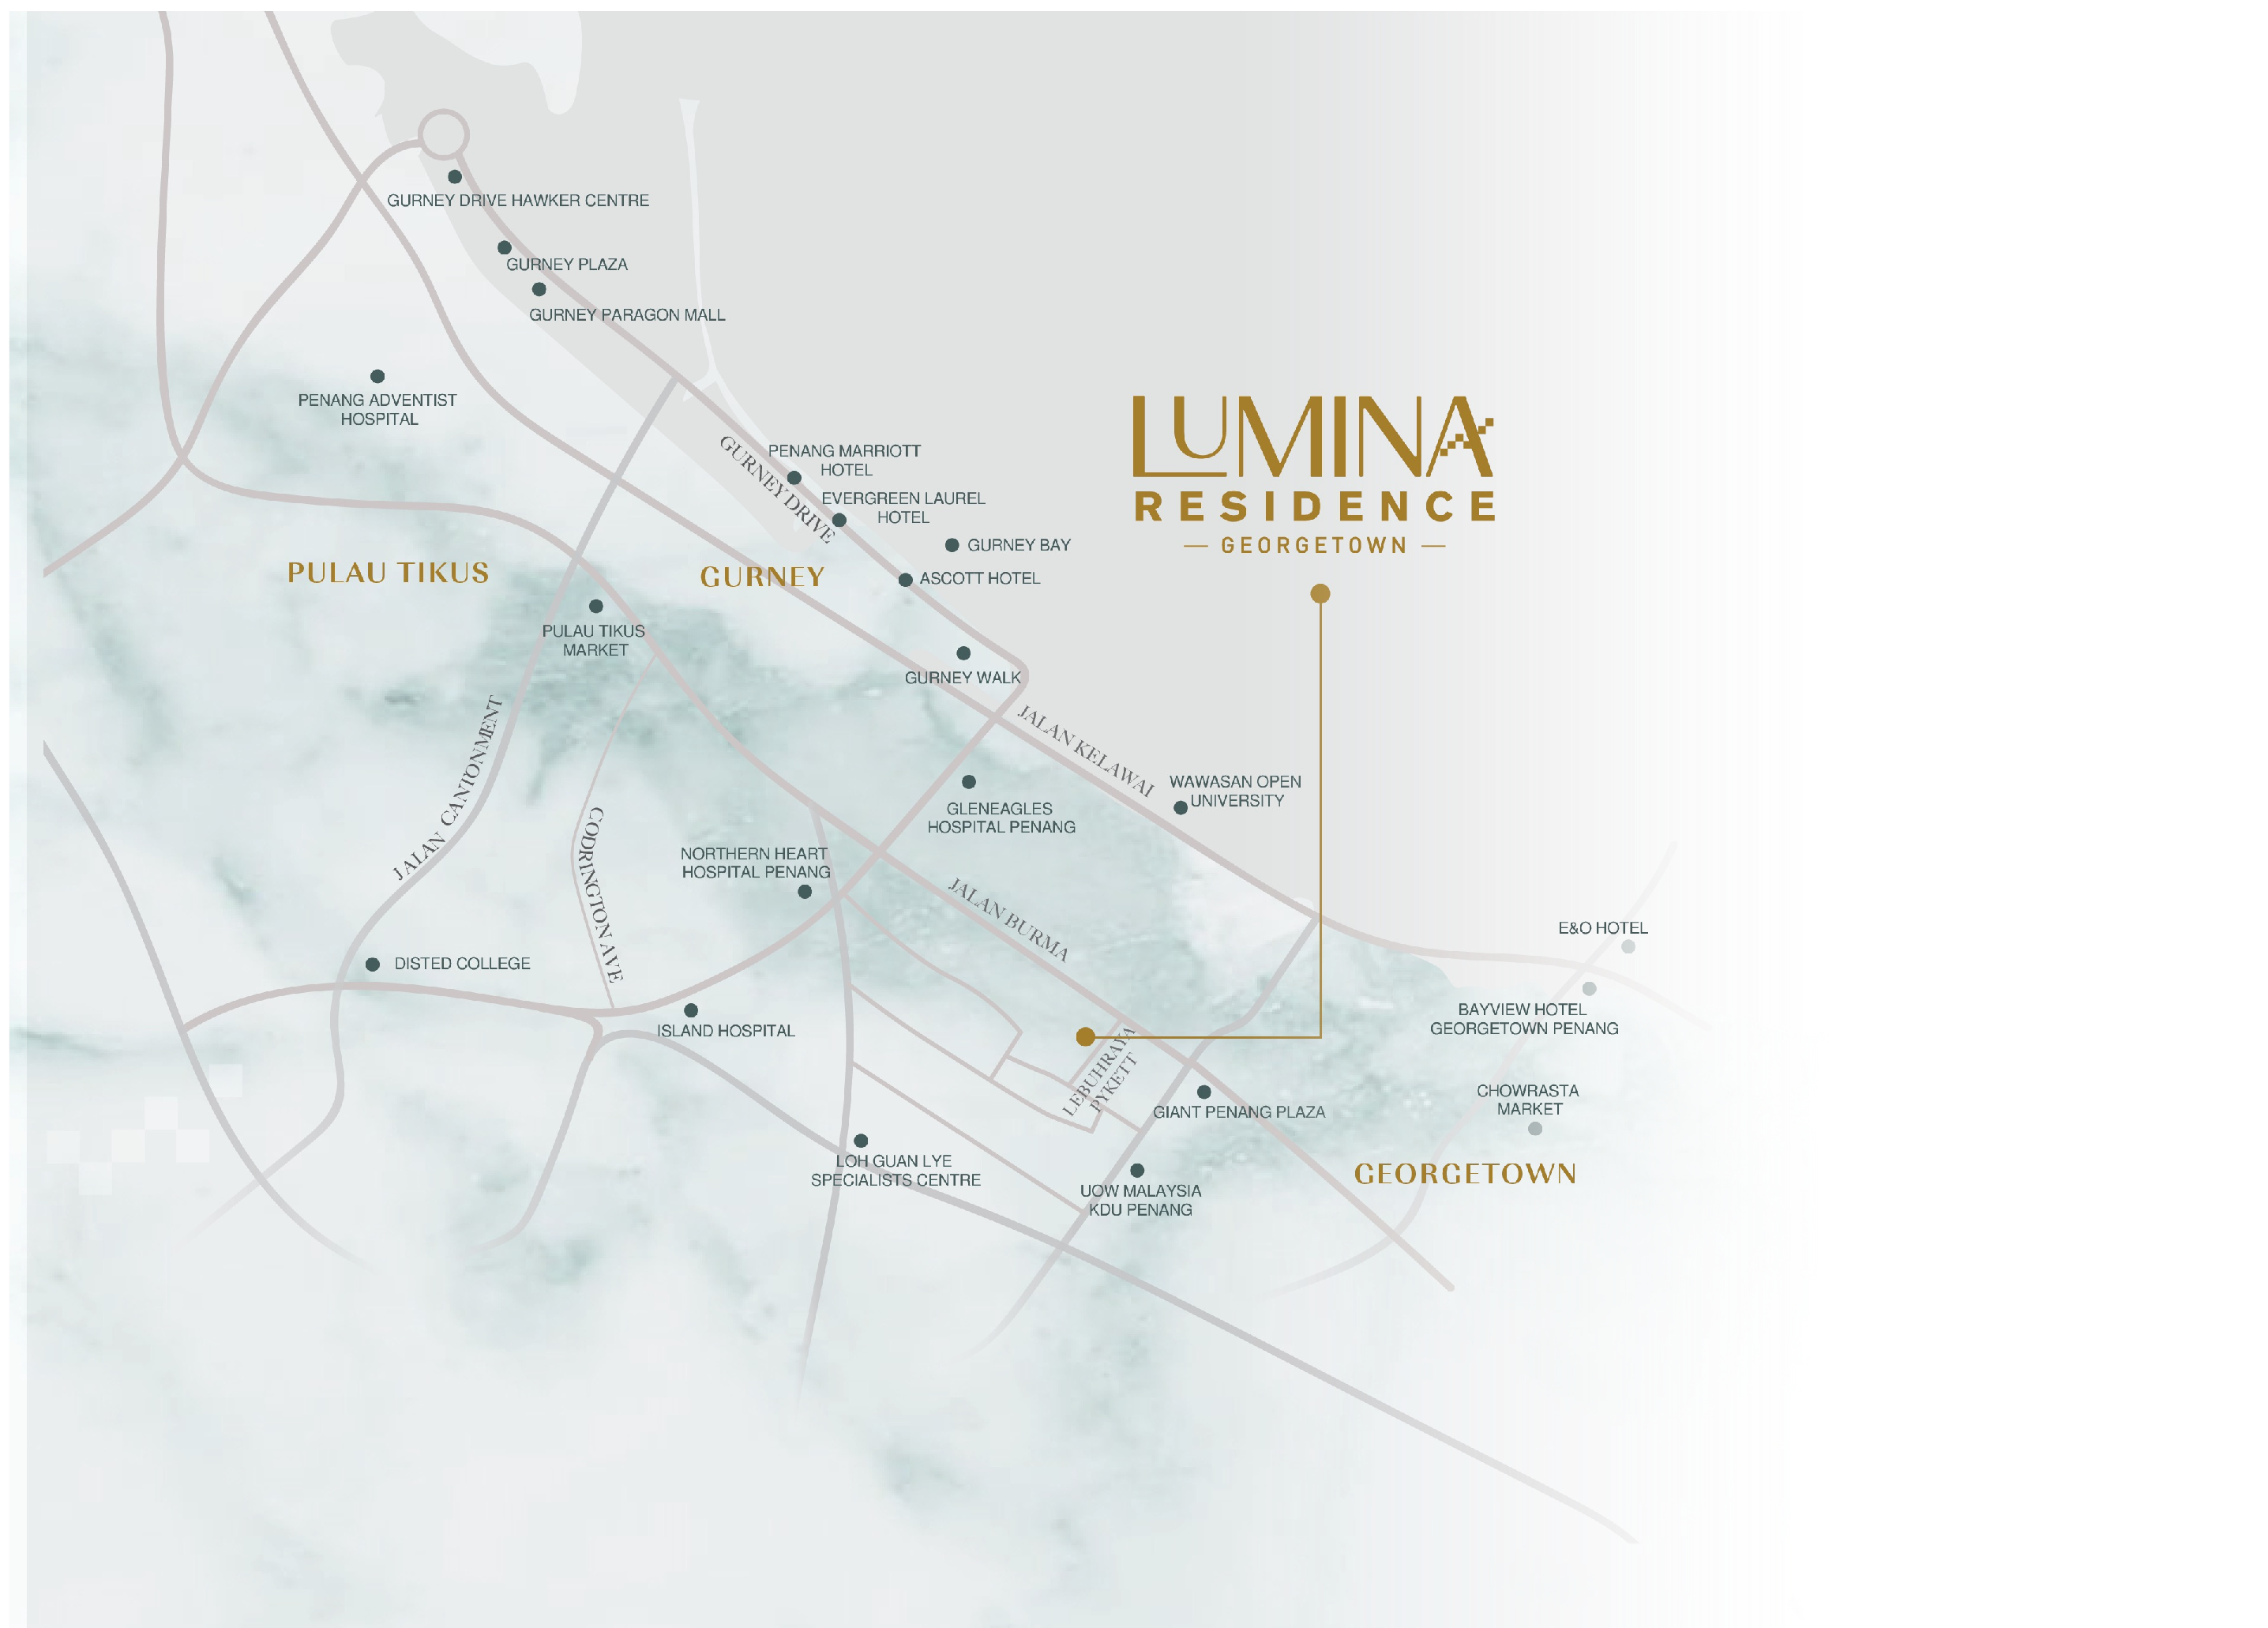 GURNEY DRIVE HAWKER CENTRE
GURNEY PLAZA
GURNEY PARAGON MALL
PENANG ADVENTIST
HOSPITAL
LUMINA
RESIDENCE
GEORGETOWN
GURNEY DRIVE
PENANG MARRIOTT
HOTEL
EVERGREEN LAUREL
HOTEL
GURNEY BAY
ASCOTT HOTEL
PULAU TIKUS
GURNEY
PULAU TIKUS
MARKET
GURNEY WALK
JALAN CANTONMENT
JALAN KELAWAI
WAWASAN OPEN
UNIVERSITY
GLENEAGLES
HOSPITAL PENANG
CODRINGTON AVE
NORTHERN HEART
HOSPITAL PENANG
JALAN BURMA
E&O HOTEL
DISTED COLLEGE
ISLAND HOSPITAL
BAYVIEW HOTEL
GEORGETOWN PENANG
LEBUHRAYA
PYKETT
GIANT PENANG PLAZA
CHOWRASTA
MARKET
LOH GUAN LYE
SPECIALISTS CENTRE
UOW MALAYSIA
KDU PENANG
GEORGETOWN